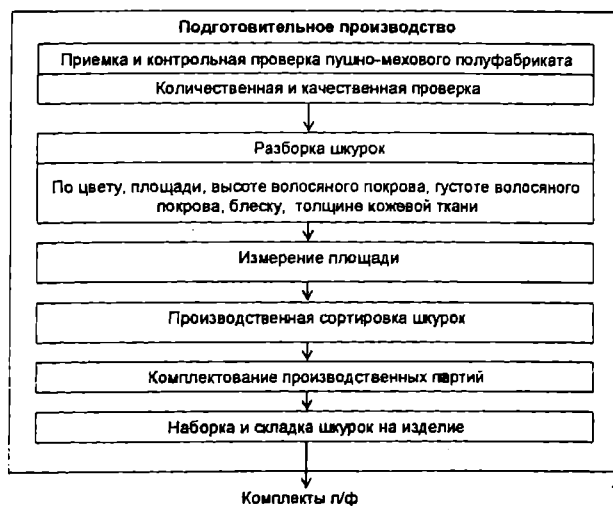 Подготовительное производство
Приемка и контрольная проверка пушно-мехового полуфабриката
Количественная и качественная проверка
Разборка шкурок
По цвету, площади, высоте волосяного покрова, густоте волосяного
покрова, блеску, толщине кожевой ткани
Измерение площади
Производственная сортировка шкурок
Комплектование производственных партий
Наборка и складка шкурок на изделие
Комплекты п/ф